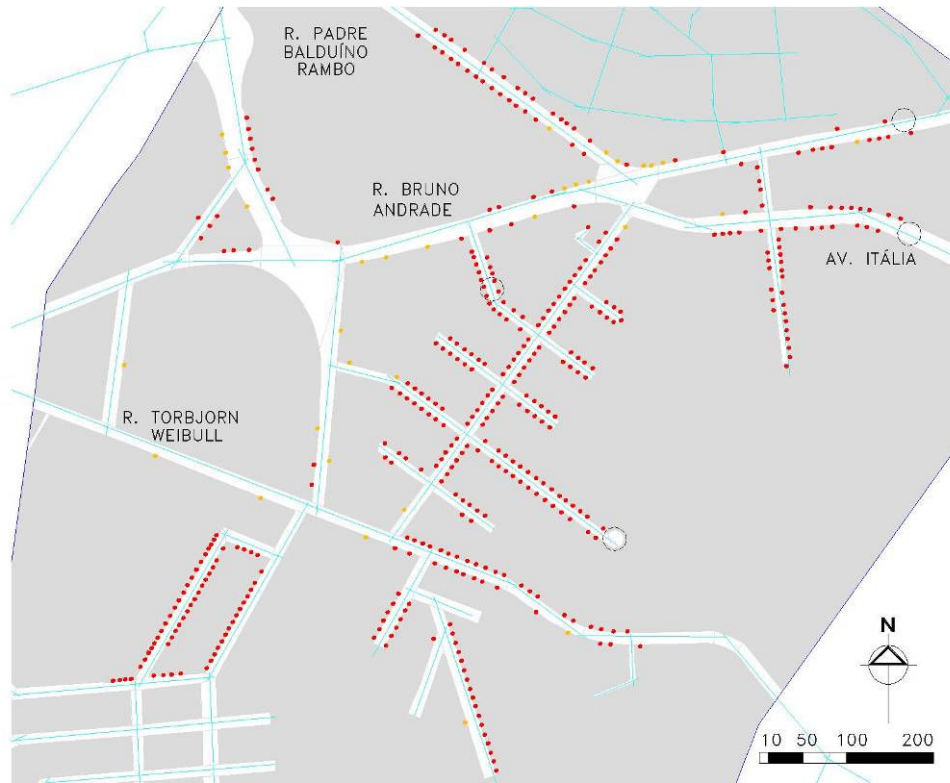 R. PADRE
BALDUÍNO
RAMBO
R. BRUNO
ANDRADE
AV. ITÁLIA
R. TORBJORN
WEIBULL
N
10 50 100 200